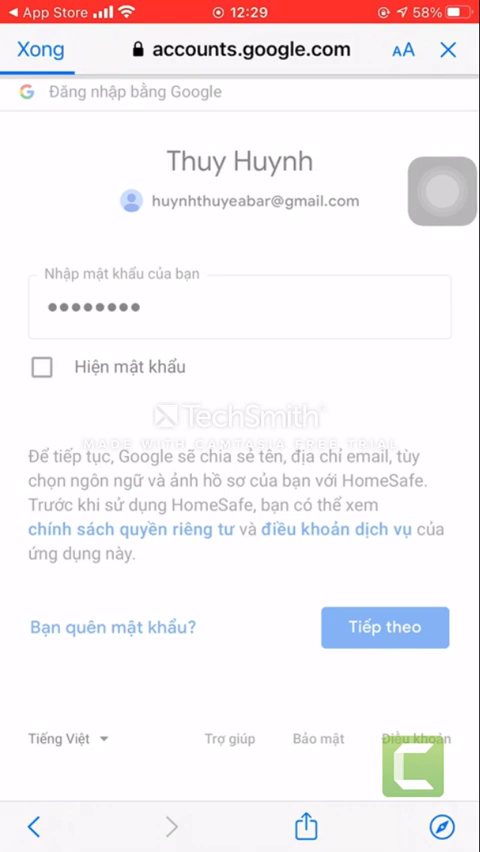 App Store 12:29 58%
Xong accounts.google.com AA
Đăng nhập bằng Google
Thuy Huynh
huynhthuyeabar@gmail.com
Nhập mật khẩu của bạn
Hiện mật khẩu
TechSmith
MADE WITH CAMTASIA FREE TRIAL
Để tiếp tục, Google sẽ chia sẻ tên, địa chỉ email, tùy
chọn ngôn ngữ và ảnh hồ sơ của bạn với HomeSafe.
Trước khi sử dụng HomeSafe, bạn có thể xem
chính sách quyền riêng tư và điều khoản dịch vụ của
ứng dụng này.
Bạn quên mật khẩu? Tiếp theo
Tiếng Việt Trợ giúp Bảo mật Điều khoản